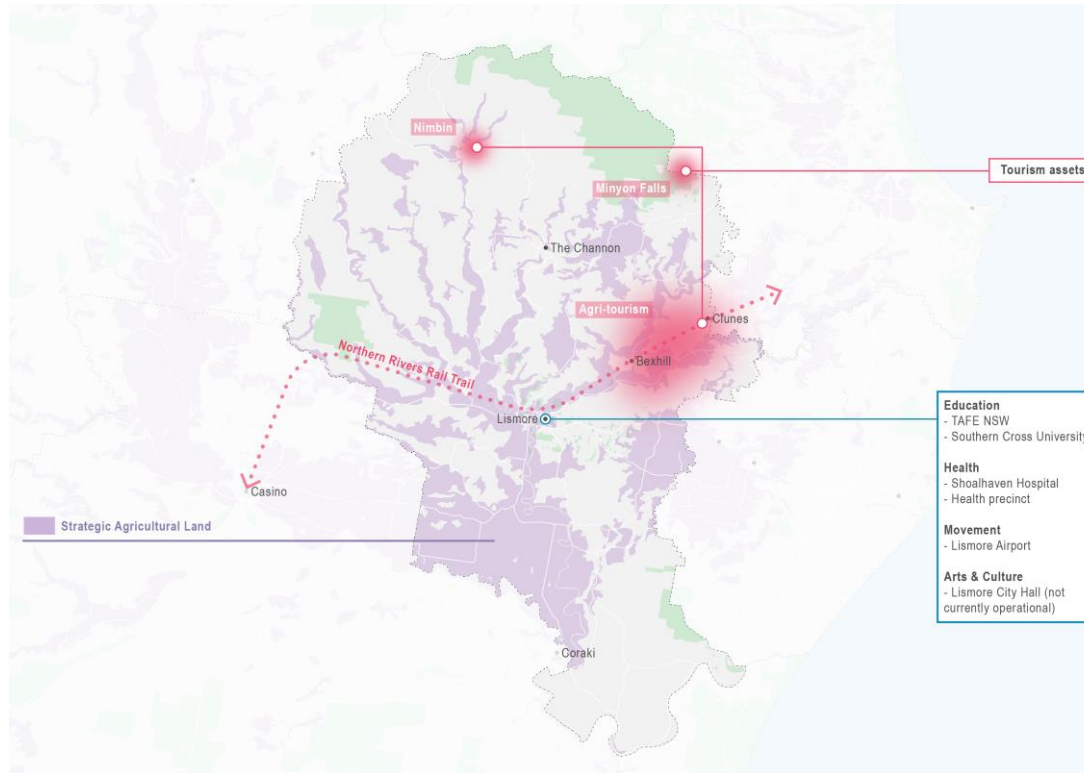 Nimbin
Minyon Falls
Tourism assets
The Channon
Agri-tourism
Clunes
Bexhill
Northern Rivers Rail Trail
Lismore
Casino
Strategic Agricultural Land
Coraki
Education
- TAFE NSW
- Southern Cross University
Health
- Shoalhaven Hospital
- Health precinct
Movement
- Lismore Airport
Arts & Culture
- Lismore City Hall (not
currently operational)